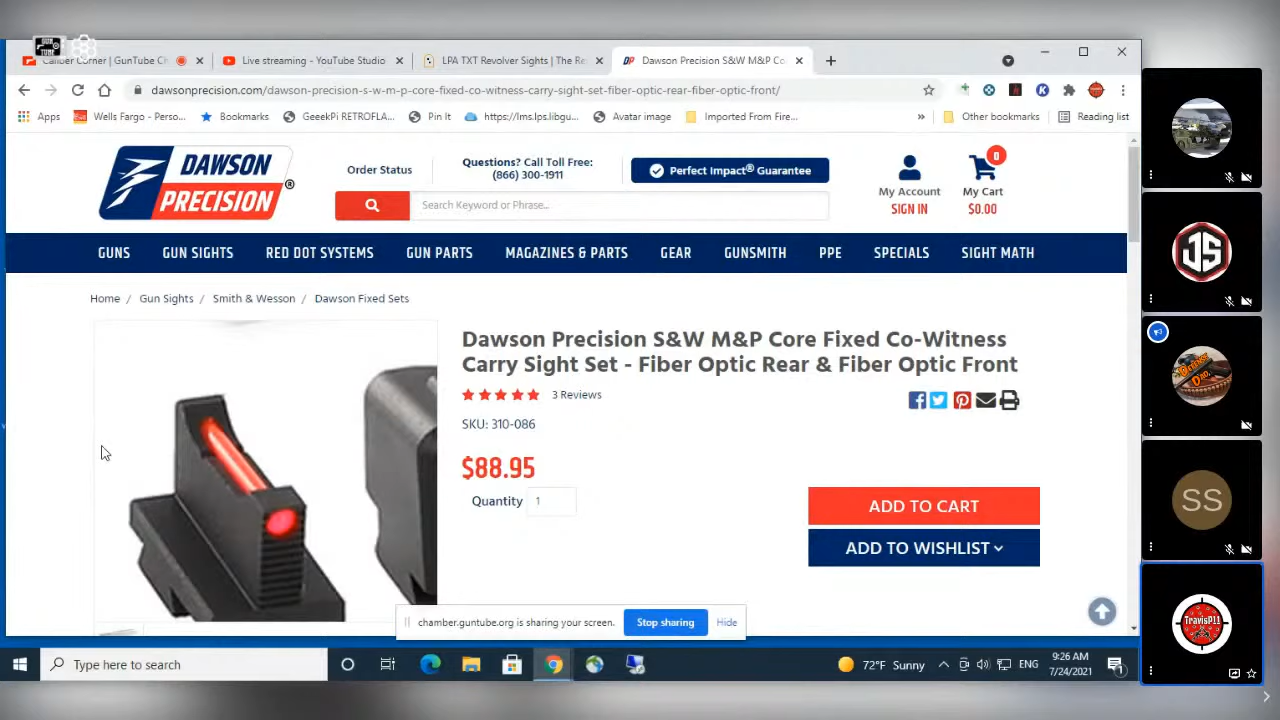 GUN TUBE
Caliber Corner | GunTube Ch
Live streaming - YouTube Studio
LPA TXT Revolver Sights | The Re
Dawson Precision S&W M&P Co
dawsonprecision.com/dawson-precision-s-w-m-p-core-fixed-co-witness-carry-sight-set-fiber-optic-rear-fiber-optic-front/
Apps
Wells Fargo - Perso...
Bookmarks
GeeekPi RETROFLA...
Pin It
https://lms.lps.libgu...
Avatar image
Imported From Fire...
»
Other bookmarks
Reading list
DAWSON
PRECISION®
Order Status
Questions? Call Toll Free:
(866) 300-1911
Perfect Impact® Guarantee
Search Keyword or Phrase...
My Account
SIGN IN
0
My Cart
$0.00
GUNS
GUN SIGHTS
RED DOT SYSTEMS
GUN PARTS
MAGAZINES & PARTS
GEAR
GUNSMITH
PPE
SPECIALS
SIGHT MATH
Home / Gun Sights / Smith & Wesson / Dawson Fixed Sets
Dawson Precision S&W M&P Core Fixed Co-Witness
Carry Sight Set - Fiber Optic Rear & Fiber Optic Front
3 Reviews
SKU: 310-086
$88.95
Quantity 1
ADD TO CART
ADD TO WISHLIST
chamber.guntube.org is sharing your screen.
Stop sharing
Hide
Type here to search
72°F Sunny
ENG
9:26 AM
7/24/2021
1
JS
DEFENSE
DAD
SS
TravisP11